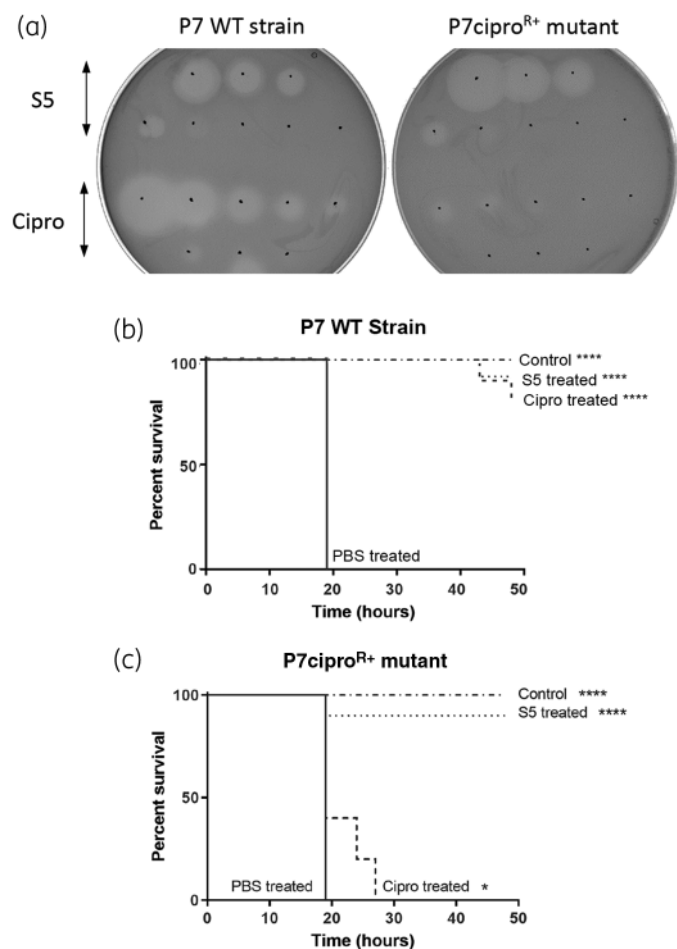 (a)
P7 WT strain
P7cipro^R+ mutant
S5
Cipro
(b)
P7 WT Strain
Percent survival
100
50
0
Control ****
S5 treated ****
Cipro treated ****
PBS treated
0 10 20 30 40 50
Time (hours)
(c)
P7cipro^R+ mutant
Percent survival
100
50
0
Control ****
S5 treated ****
PBS treated
Cipro treated *
0 10 20 30 40 50
Time (hours)